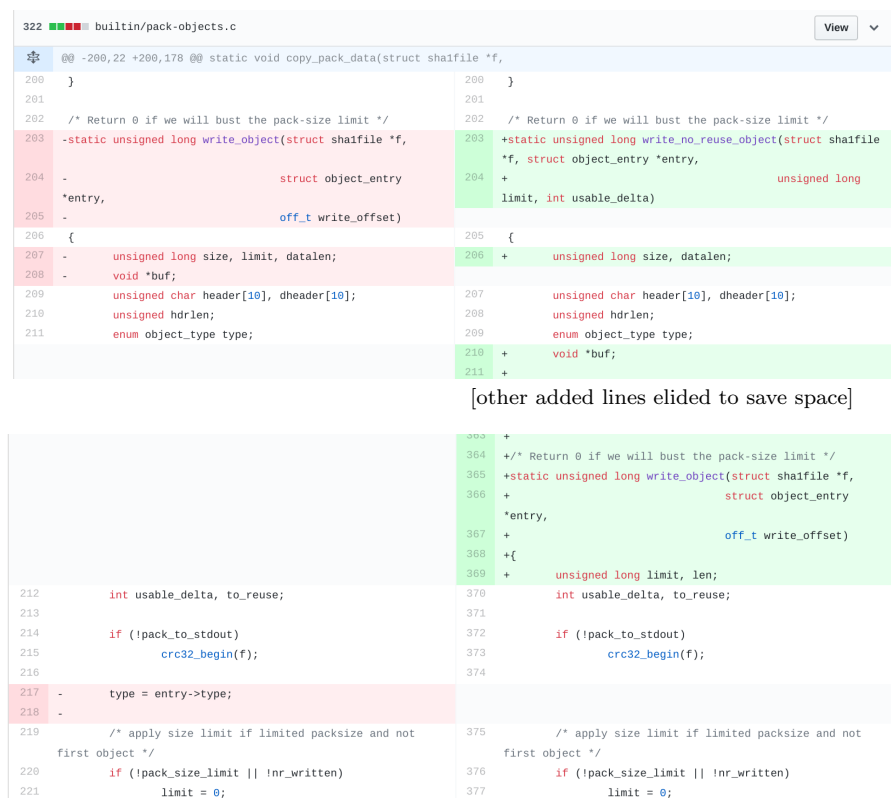 322 builtin/pack-objects.c View
@@ -200,22 +200,178 @@ static void copy_pack_data(struct sha1file *f,
200 } 200 }
201 201
202 /* Return 0 if we will bust the pack-size limit */ 202 /* Return 0 if we will bust the pack-size limit */
203 -static unsigned long write_object(struct sha1file *f, 203 +static unsigned long write_no_reuse_object(struct sha1file
*f, struct object_entry *entry,
204 - struct object_entry 204 + unsigned long
*entry, limit, int usable_delta)
205 - off_t write_offset)
206 { 205 {
207 - unsigned long size, limit, datalen; 206 + unsigned long size, datalen;
208 - void *buf;
209 unsigned char header[10], dheader[10]; 207 unsigned char header[10], dheader[10];
210 unsigned hdrlen; 208 unsigned hdrlen;
211 enum object_type type; 209 enum object_type type;
210 + void *buf;
211 +
[other added lines elided to save space]
363 +
364 +/* Return 0 if we will bust the pack-size limit */
365 +static unsigned long write_object(struct sha1file *f,
366 + struct object_entry
*entry,
367 + off_t write_offset)
368 +{
369 + unsigned long limit, len;
212 int usable_delta, to_reuse; 370 int usable_delta, to_reuse;
213 371
214 if (!pack_to_stdout) 372 if (!pack_to_stdout)
215 crc32_begin(f); 373 crc32_begin(f);
216 374
217 - type = entry->type;
218 -
219 /* apply size limit if limited packsize and not 375 /* apply size limit if limited packsize and not
first object */ first object */
220 if (!pack_size_limit || !nr_written) 376 if (!pack_size_limit || !nr_written)
221 limit = 0; 377 limit = 0;